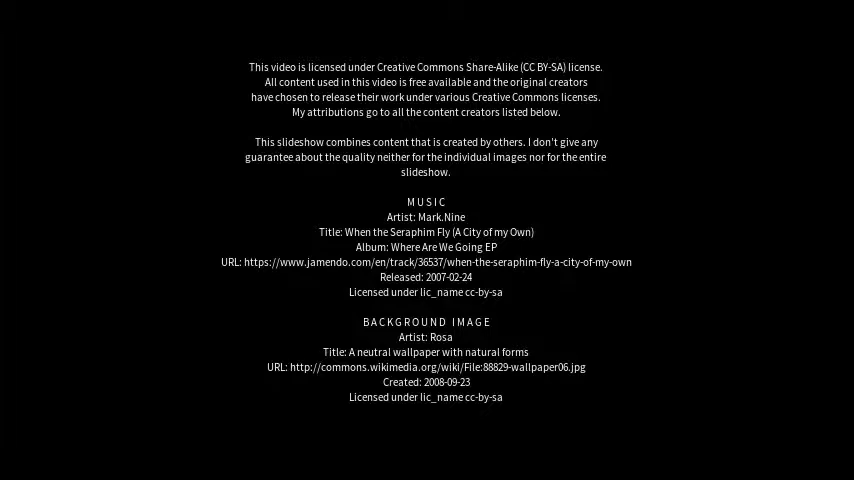 This video is licensed under Creative Commons Share-Alike (CC BY-SA) license.
All content used in this video is free available and the original creators
have chosen to release their work under various Creative Commons licenses.
My attributions go to all the content creators listed below.
This slideshow combines content that is created by others. I don't give any
guarantee about the quality neither for the individual images nor for the entire
slideshow.
MUSIC
Artist: Mark.Nine
Title: When the Seraphim Fly (A City of my Own)
Album: Where Are We Going EP
URL: https://www.jamendo.com/en/track/36537/when-the-seraphim-fly-a-city-of-my-own
Released: 2007-02-24
Licensed under lic_name cc-by-sa
BACKGROUND IMAGE
Artist: Rosa
Title: A neutral wallpaper with natural forms
URL: http://commons.wikimedia.org/wiki/File:88829-wallpaper06.jpg
Created: 2008-09-23
Licensed under lic_name cc-by-sa